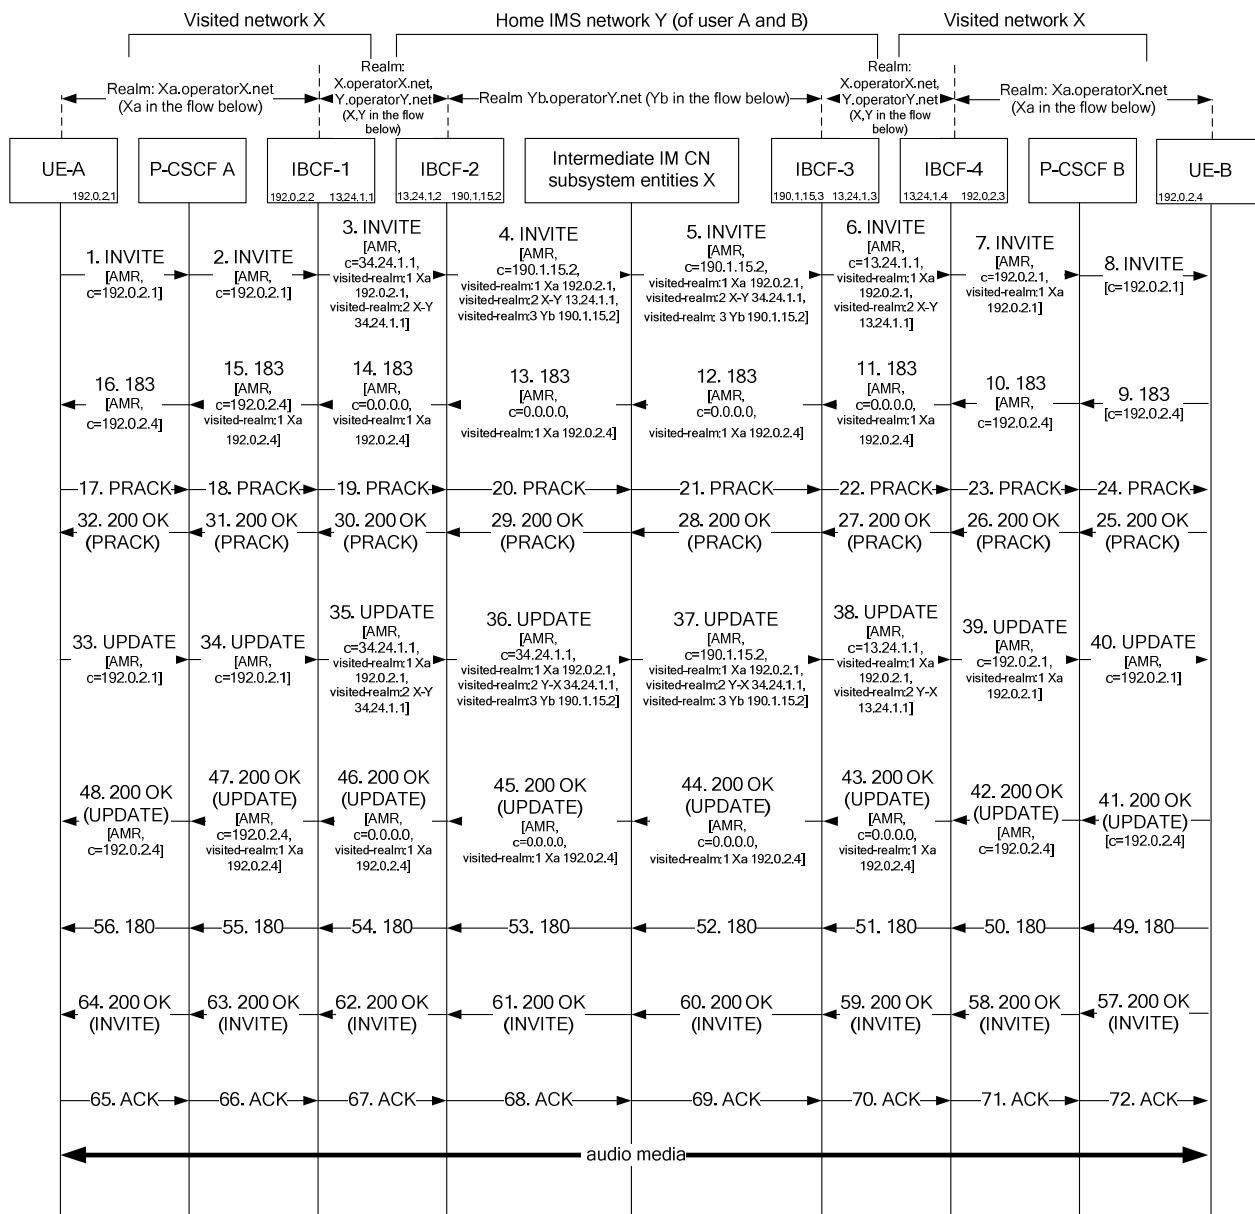 Visited network X
Home IMS network Y (of user A and B)
Visited network X
Realm: Xa.operatorX.net
(Xa in the flow below)
Realm:
X.operatorX.net,
Y.operatorY.net
(X,Y in the flow
below)
Realm Yb.operatorY.net (Yb in the flow below)
Realm:
X.operatorX.net,
Y.operatorY.net
(X,Y in the flow
below)
Realm: Xa.operatorX.net
(Xa in the flow below)
UE-A
192.0.2.1
P-CSCF A
IBCF-1
192.0.2.2 13.24.1.1
IBCF-2
13.24.1.2 190.1.15.2
Intermediate IM CN
subsystem entities X
IBCF-3
190.1.15.3 13.24.1.3
IBCF-4
13.24.1.4 192.0.2.3
P-CSCF B
UE-B
192.0.2.4
1. INVITE
[AMR,
c=192.0.2.1]
2. INVITE
[AMR,
c=192.0.2.1]
3. INVITE
[AMR,
c=34.24.1.1,
visited-realm:1 Xa
192.0.2.1,
visited-realm:2 X-Y
34.24.1.1]
4. INVITE
[AMR,
c=190.1.15.2,
visited-realm:1 Xa 192.0.2.1,
visited-realm:2 X-Y 13.24.1.1,
visited-realm:3 Yb 190.1.15.2]
5. INVITE
[AMR,
c=190.1.15.2,
visited-realm:1 Xa 192.0.2.1,
visited-realm:2 X-Y 34.24.1.1,
visited-realm: 3 Yb 190.1.15.2]
6. INVITE
[AMR,
c=13.24.1.1,
visited-realm:1 Xa
192.0.2.1,
visited-realm:2 X-Y
13.24.1.1]
7. INVITE
[AMR,
c=192.0.2.1,
visited-realm:1 Xa
192.0.2.1]
8. INVITE
[c=192.0.2.1]
16. 183
[AMR,
c=192.0.2.4]
15. 183
[AMR,
c=192.0.2.4]
visited-realm:1 Xa
192.0.2.4]
14. 183
[AMR,
c=0.0.0.0,
visited-realm:1 Xa
192.0.2.4]
13. 183
[AMR,
c=0.0.0.0,
visited-realm:1 Xa 192.0.2.4]
12. 183
[AMR,
c=0.0.0.0,
visited-realm:1 Xa 192.0.2.4]
11. 183
[AMR,
c=0.0.0.0,
visited-realm:1 Xa
192.0.2.4]
10. 183
[AMR,
c=192.0.2.4]
9. 183
[c=192.0.2.4]
17. PRACK
18. PRACK
19. PRACK
20. PRACK
21. PRACK
22. PRACK
23. PRACK
24. PRACK
32. 200 OK
(PRACK)
31. 200 OK
(PRACK)
30. 200 OK
(PRACK)
29. 200 OK
(PRACK)
28. 200 OK
(PRACK)
27. 200 OK
(PRACK)
26. 200 OK
(PRACK)
25. 200 OK
(PRACK)
33. UPDATE
[AMR,
c=192.0.2.1]
34. UPDATE
[AMR,
c=192.0.2.1]
35. UPDATE
[AMR,
c=34.24.1.1,
visited-realm:1 Xa
192.0.2.1,
visited-realm:2 X-Y
34.24.1.1]
36. UPDATE
[AMR,
c=34.24.1.1,
visited-realm:1 Xa 192.0.2.1,
visited-realm:2 Y-X 34.24.1.1,
visited-realm:3 Yb 190.1.15.2]
37. UPDATE
[AMR,
c=190.1.15.2,
visited-realm:1 Xa 192.0.2.1,
visited-realm:2 Y-X 34.24.1.1,
visited-realm: 3 Yb 190.1.15.2]
38. UPDATE
[AMR,
c=13.24.1.1,
visited-realm:1 Xa
192.0.2.1,
visited-realm:2 Y-X
13.24.1.1]
39. UPDATE
[AMR,
c=192.0.2.1,
visited-realm:1 Xa
192.0.2.1]
40. UPDATE
[AMR,
c=192.0.2.1]
48. 200 OK
(UPDATE)
[AMR,
c=192.0.2.4]
47. 200 OK
(UPDATE)
[AMR,
c=192.0.2.4,
visited-realm:1 Xa
192.0.2.4]
46. 200 OK
(UPDATE)
[AMR,
c=0.0.0.0,
visited-realm:1 Xa
192.0.2.4]
45. 200 OK
(UPDATE)
[AMR,
c=0.0.0.0,
visited-realm:1 Xa 192.0.2.4]
44. 200 OK
(UPDATE)
[AMR,
c=0.0.0.0,
visited-realm:1 Xa 192.0.2.4]
43. 200 OK
(UPDATE)
[AMR,
c=0.0.0.0,
visited-realm:1 Xa
192.0.2.4]
42. 200 OK
(UPDATE)
[AMR,
c=192.0.2.4]
41. 200 OK
(UPDATE)
[c=192.0.2.4]
56. 180
55. 180
54. 180
53. 180
52. 180
51. 180
50. 180
49. 180
64. 200 OK
(INVITE)
63. 200 OK
(INVITE)
62. 200 OK
(INVITE)
61. 200 OK
(INVITE)
60. 200 OK
(INVITE)
59. 200 OK
(INVITE)
58. 200 OK
(INVITE)
57. 200 OK
(INVITE)
65. ACK
66. ACK
67. ACK
68. ACK
69. ACK
70. ACK
71. ACK
72. ACK
audio media